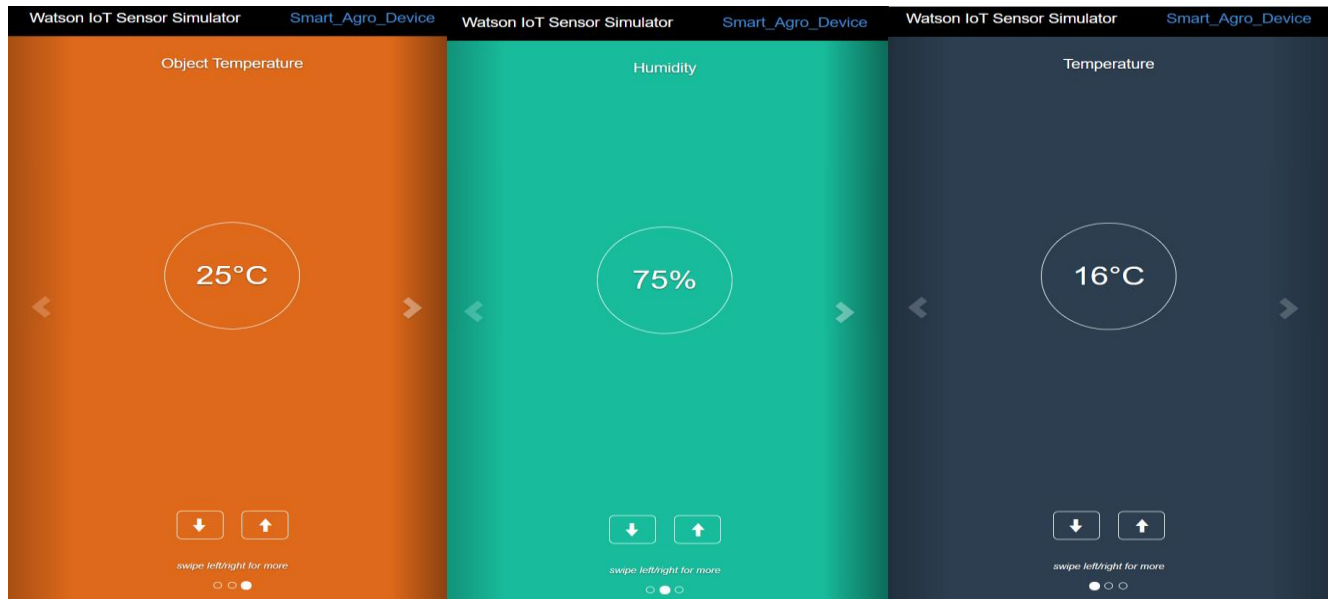 Watson IoT Sensor Simulator Smart_Agro_Device
Object Temperature
25°C
swipe left/right for more
Watson IoT Sensor Simulator Smart_Agro_Device
Humidity
75%
swipe left/right for more
Watson IoT Sensor Simulator Smart_Agro_Device
Temperature
16°C
swipe left/right for more